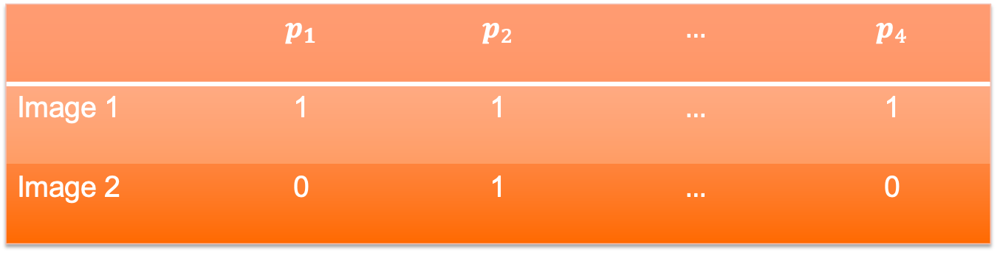 p₁ p₂ ... p₄
Image 1 1 1 ... 1
Image 2 0 1 ... 0